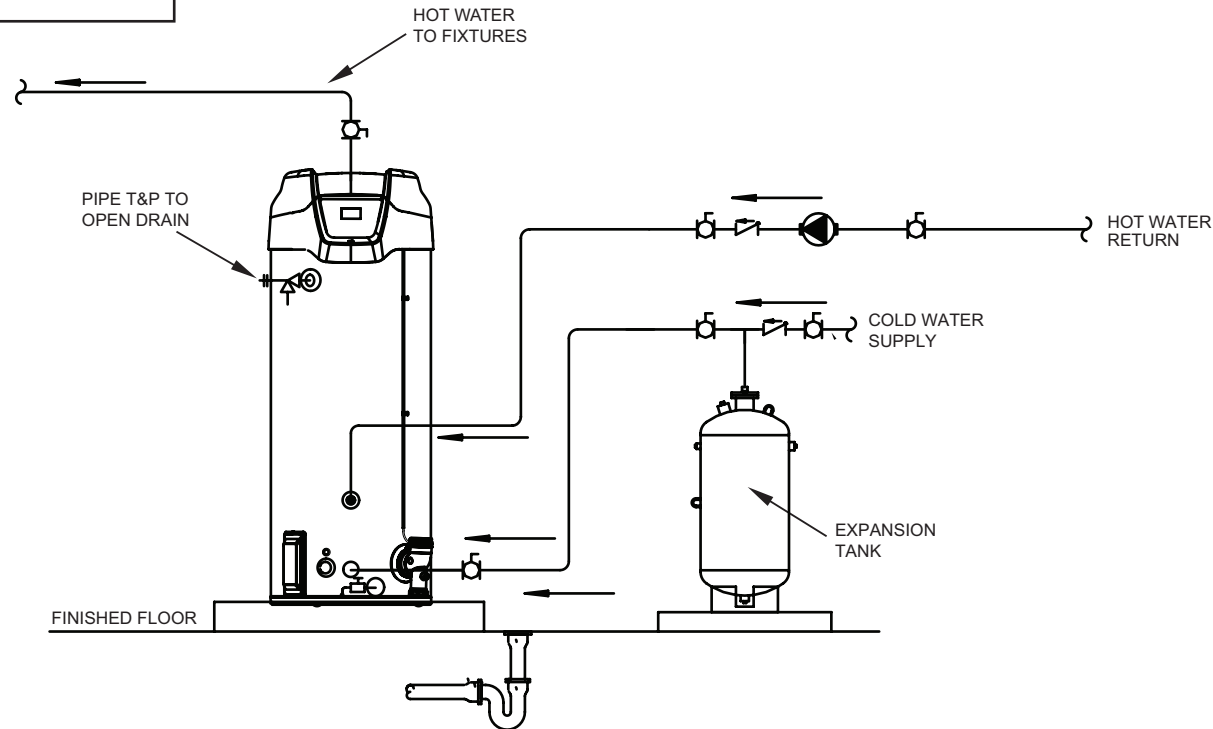 HOT WATER
TO FIXTURES
PIPE T&P TO
OPEN DRAIN
HOT WATER
RETURN
COLD WATER
SUPPLY
EXPANSION
TANK
FINISHED FLOOR